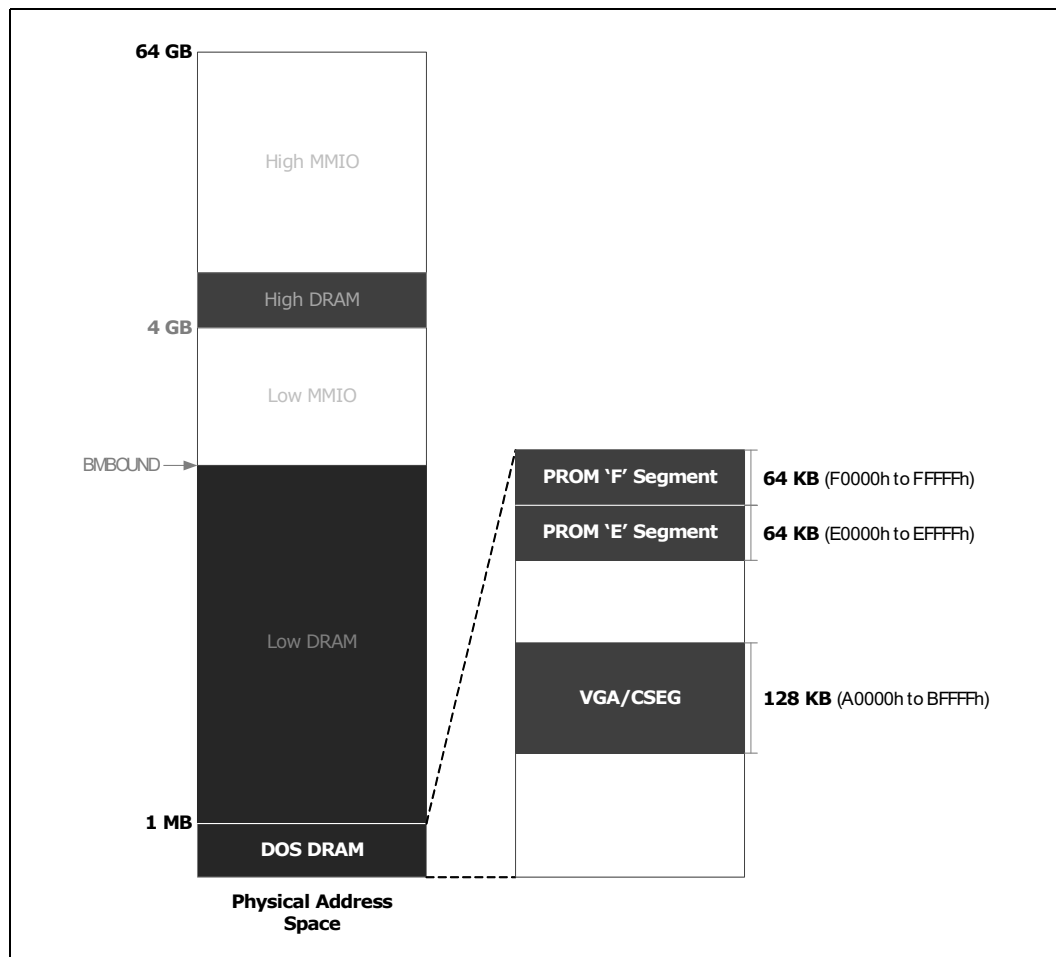 64 GB
High MMIO
High DRAM
4 GB
Low MMIO
BMBOUND
PROM ‘F’ Segment
64 KB (F0000h to FFFFFh)
PROM ‘E’ Segment
64 KB (E0000h to EFFFFh)
Low DRAM
VGA/CSEG
128 KB (A0000h to BFFFFh)
1 MB
DOS DRAM
Physical Address
Space